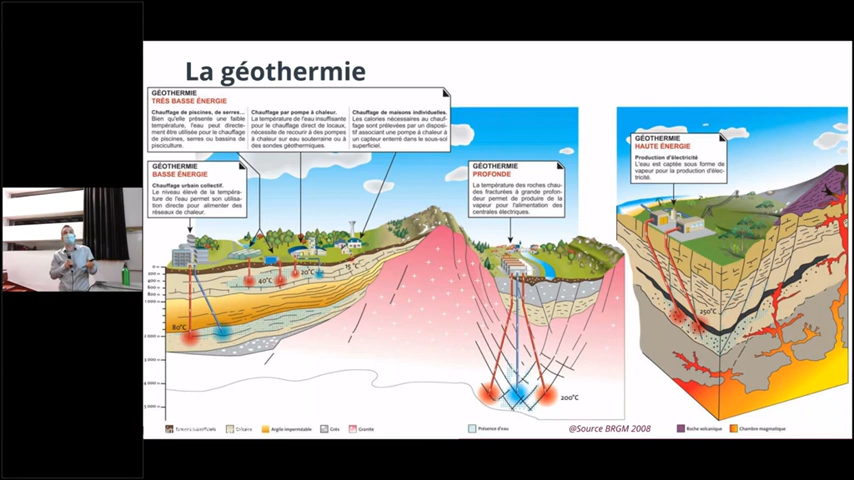 La géothermie
GÉOTHERMIE
TRÈS BASSE ÉNERGIE
Chauffage de piscines, de serres...
Bien qu'elle présente une faible
température, l'eau peut directe-
ment être utilisée pour le chauffage
de piscines, serres ou bassins de
pisciculture.
Chauffage par pompe à chaleur.
La température de l'eau insuffisante
pour le chauffage direct de locaux,
nécessite de recourir à des pompes
à chaleur sur eau souterraine ou à
des sondes géothermiques.
Chauffage de maisons individuelles.
Les calories nécessaires au chauf-
fage sont prélevées par un disposi-
tif associant une pompe à chaleur à
un capteur enterré dans le sous-sol
superficiel.
GÉOTHERMIE
BASSE ÉNERGIE
Chauffage urbain collectif.
Le niveau élevé de la tempéra-
ture de l'eau permet son utilisa-
tion directe pour alimenter des
réseaux de chaleur.
GÉOTHERMIE
PROFONDE
La température des roches chau-
des fracturées à grande profon-
deur permet de produire de la
vapeur pour l'alimentation des
centrales électriques.
GÉOTHERMIE
HAUTE ÉNERGIE
Production d'électricité
L'eau est captée sous forme de
vapeur pour la production d'élec-
tricité.
15°C
20°C
40°C
80°C
200°C
250°C
Calcaire
Argile imperméable
Grès
Granite
Présence d'eau
@Source BRGM 2008
Roche volcanique
Chambre magmatique